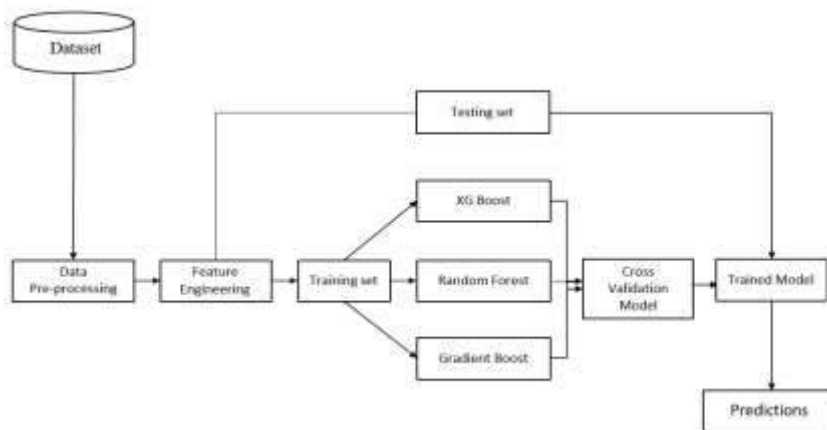 Dataset
Testing set
XG Boost
Data
Pre-processing
Feature
Engineering
Training set
Random Forest
Cross
Validation
Model
Trained Model
Gradient Boost
Predictions